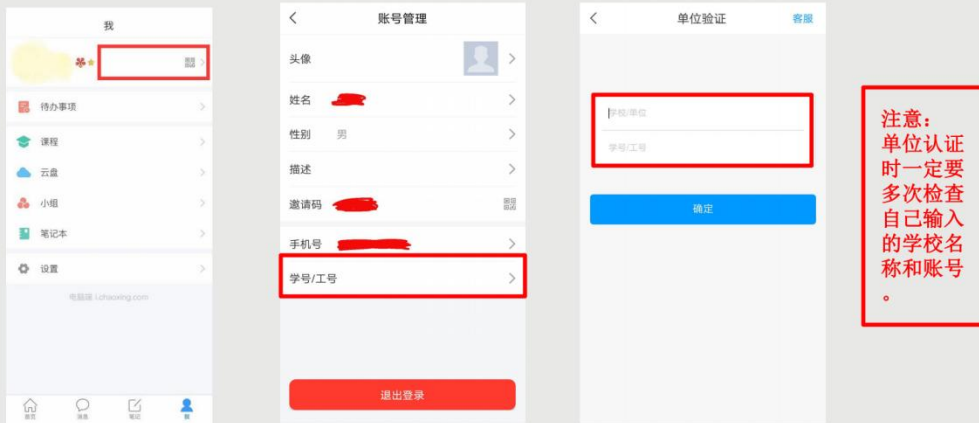 我
待办事项
课程
云盘
小组
笔记本
设置
电脑端 i.chaoxing.com
首页
消息
笔记
我
账号管理
头像
姓名
性别 男
描述
邀请码
手机号
学号/工号
退出登录
单位验证 客服
学校/单位
学号/工号
确定
注意：
单位认证
时一定要
多次检查
自己输入
的学校名
称和账号
。